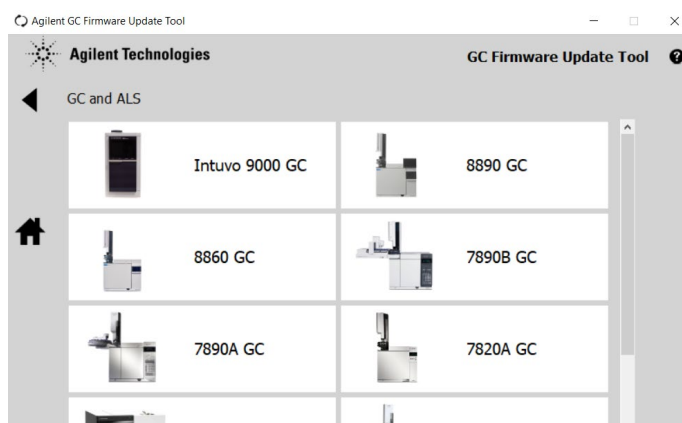 Agilent GC Firmware Update Tool
Agilent Technologies
GC Firmware Update Tool
?
GC and ALS
Intuvo 9000 GC
8890 GC
8860 GC
7890B GC
7890A GC
7820A GC